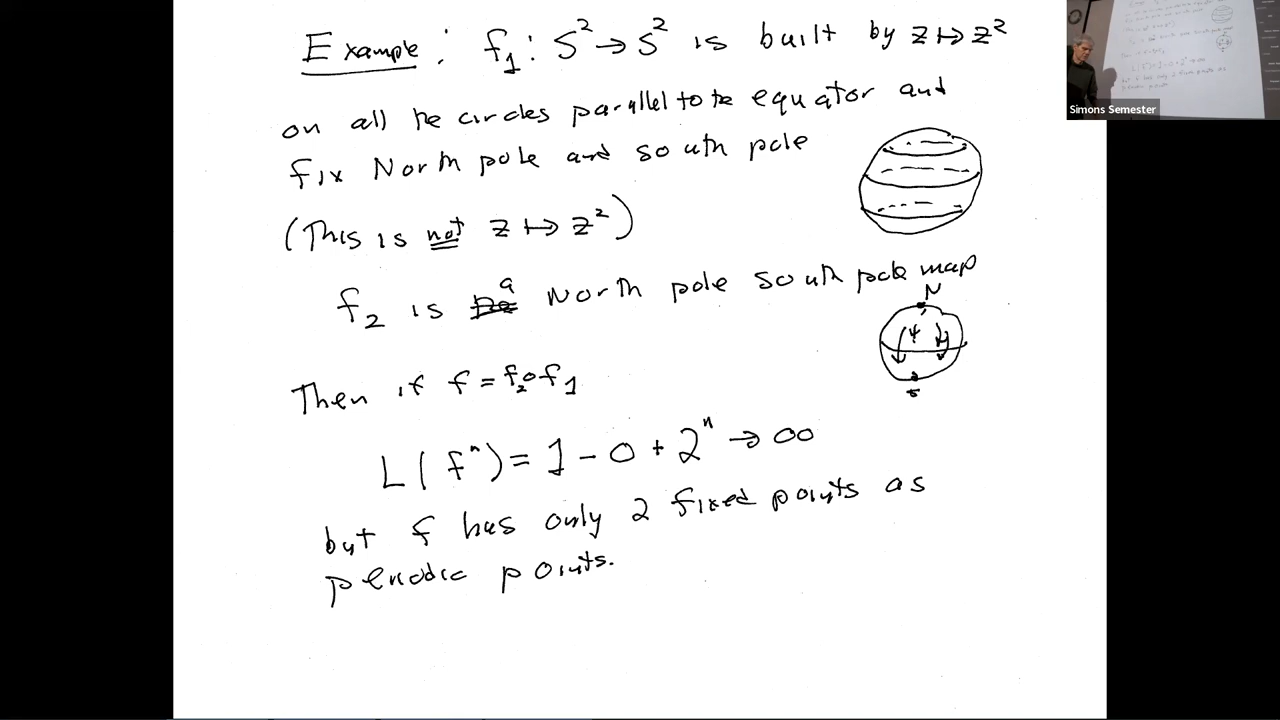 Example : f₁ : S² → S² is built by z ↦ z²
on all the circles parallel to the equator and
fix North pole and south pole
(This is not z ↦ z²)
f₂ is a North pole south pole map
N
S
Then if f = f₂∘f₁
L(fⁿ) = 1 - 0 + 2ⁿ → ∞
but f has only 2 fixed points as
periodic points.
Simons Semester